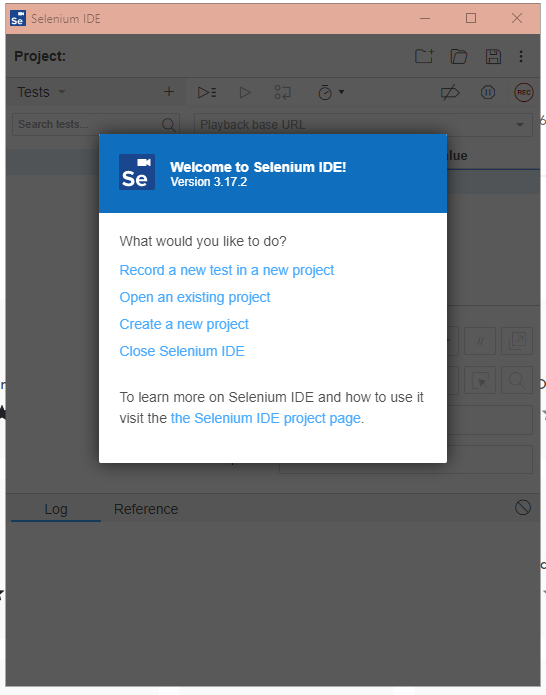 Se Selenium IDE
Project:
Tests
REC
Search tests...
Playback base URL
Se
Welcome to Selenium IDE!
Version 3.17.2
What would you like to do?
Record a new test in a new project
Open an existing project
Create a new project
Close Selenium IDE
To learn more on Selenium IDE and how to use it
visit the the Selenium IDE project page.
//
Log
Reference